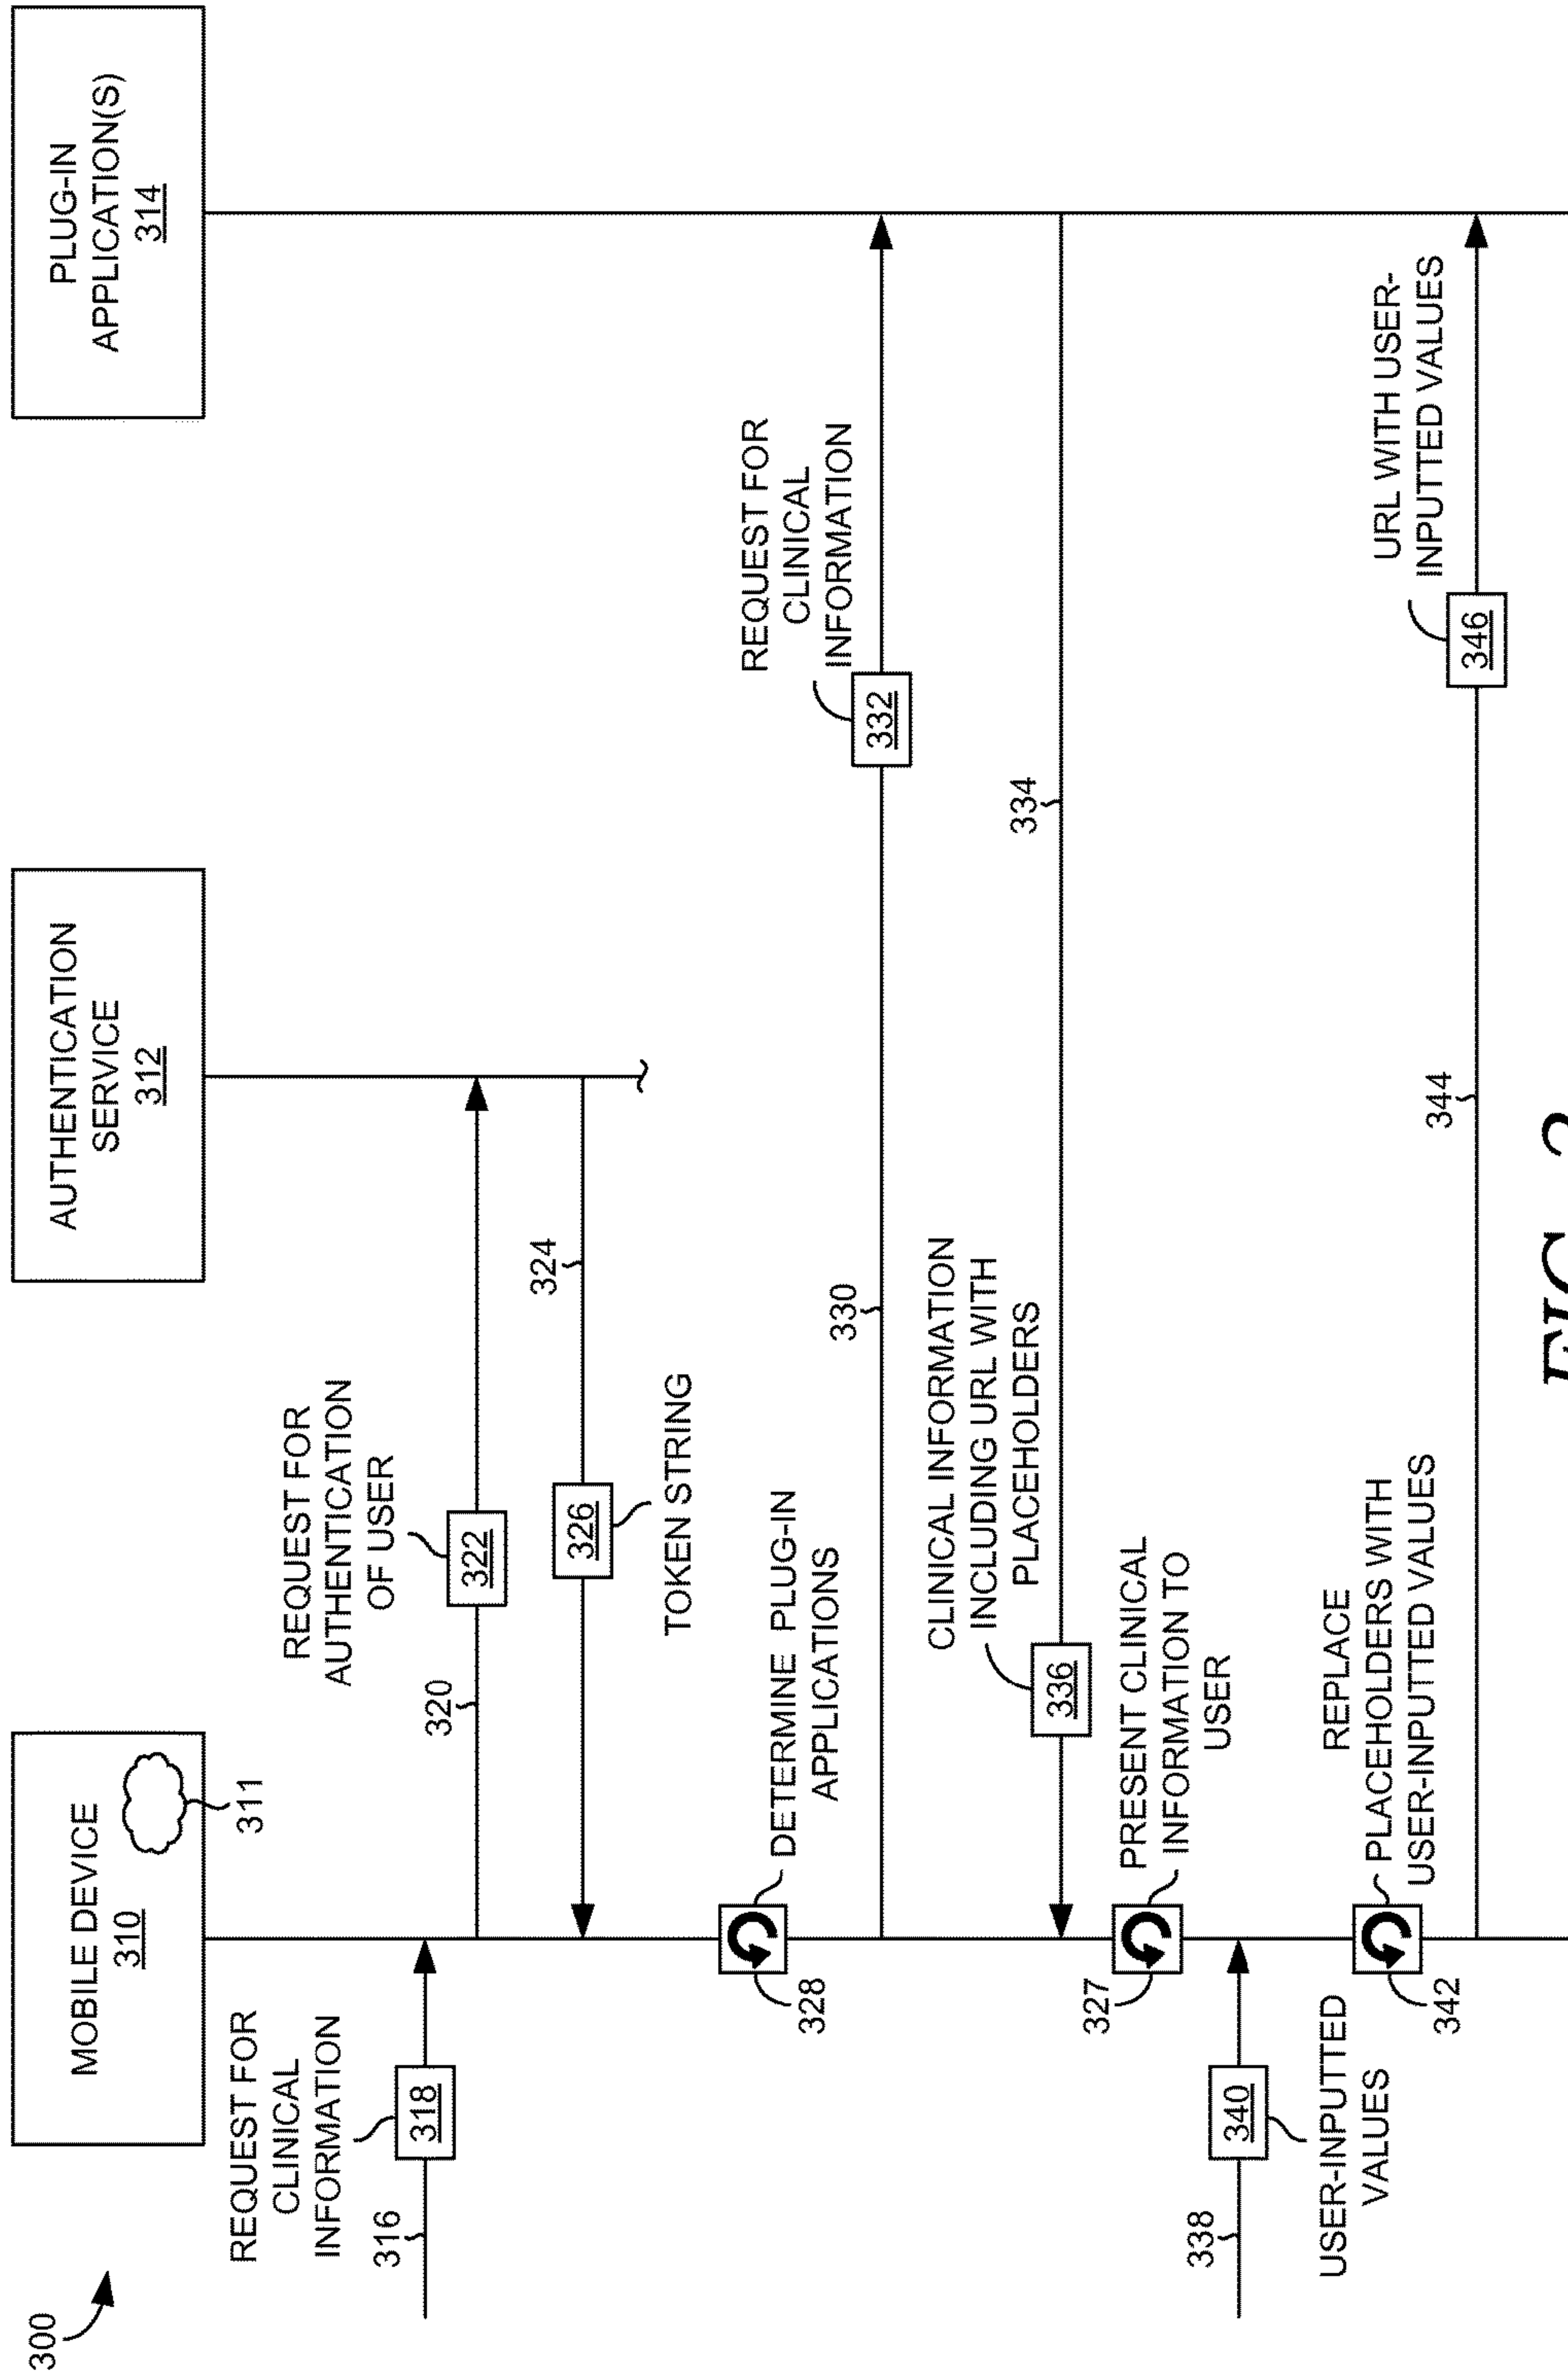 300
MOBILE DEVICE
310
311
AUTHENTICATION
SERVICE
312
PLUG-IN
APPLICATION(S)
314
REQUEST FOR
CLINICAL
INFORMATION
316
318
320
REQUEST FOR
AUTHENTICATION
OF USER
322
324
326
TOKEN STRING
328
DETERMINE PLUG-IN
APPLICATIONS
330
REQUEST FOR
CLINICAL
INFORMATION
332
334
CLINICAL INFORMATION
INCLUDING URL WITH
PLACEHOLDERS
336
327
PRESENT CLINICAL
INFORMATION TO
USER
338
340
USER-INPUTTED
VALUES
342
REPLACE
PLACEHOLDERS WITH
USER-INPUTTED VALUES
344
URL WITH USER-
INPUTTED VALUES
346
FIG.